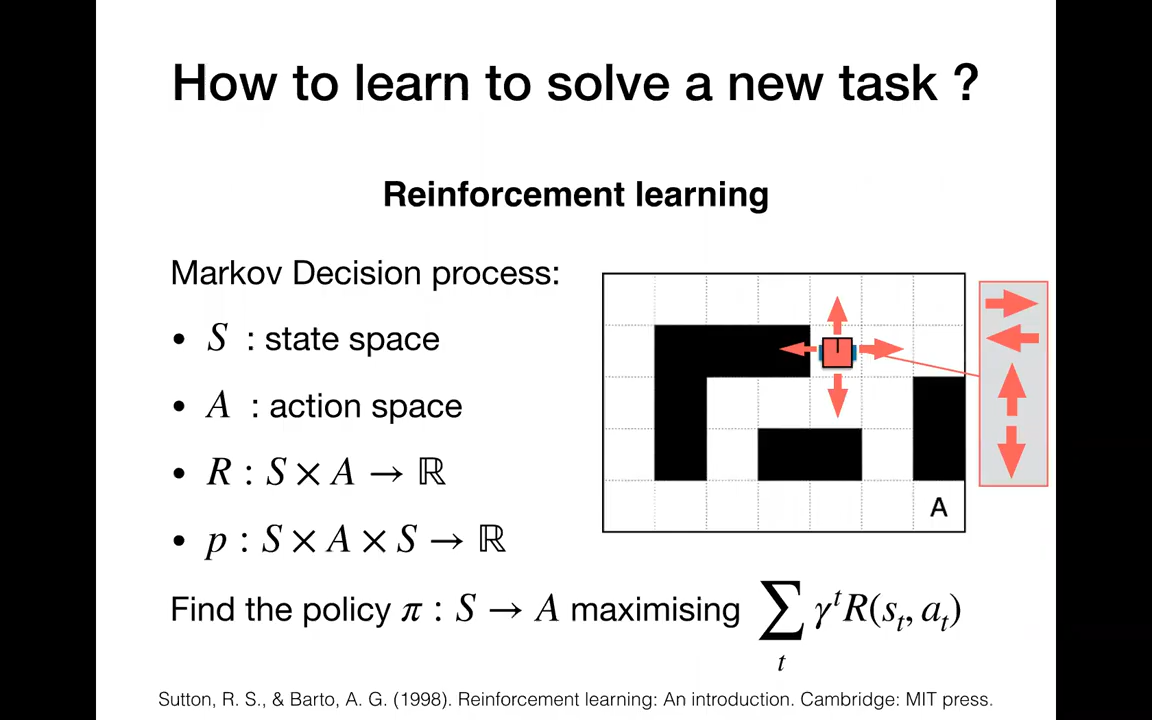 How to learn to solve a new task ?
Reinforcement learning
Markov Decision process:
• S : state space
• A : action space
• R : S × A → ℝ
• p : S × A × S → ℝ
A
Find the policy π : S → A maximising ∑ γᵗR(sₜ, aₜ)
t
Sutton, R. S., & Barto, A. G. (1998). Reinforcement learning: An introduction. Cambridge: MIT press.